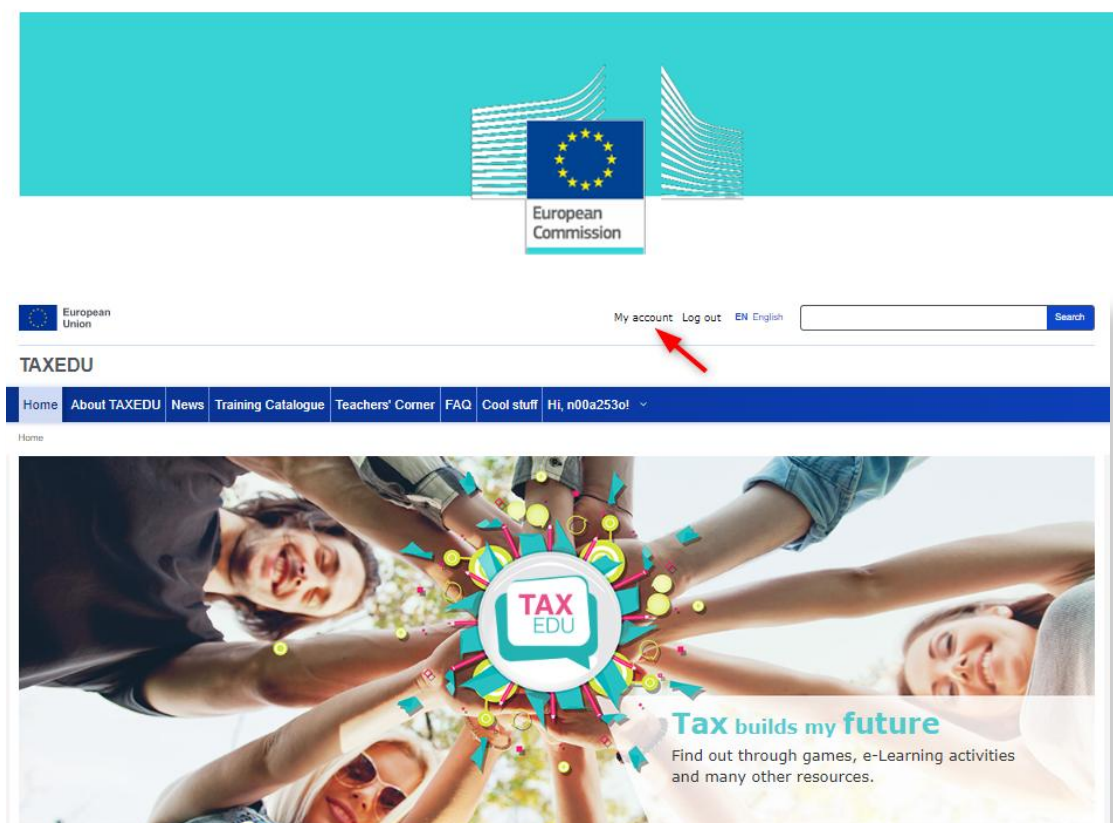 European
Commission
European
Union
My account Log out EN English Search
TAXEDU
Home About TAXEDU News Training Catalogue Teachers' Corner FAQ Cool stuff Hi, n00a253o!
Home
TAX
EDU
Tax builds my future
Find out through games, e-Learning activities
and many other resources.